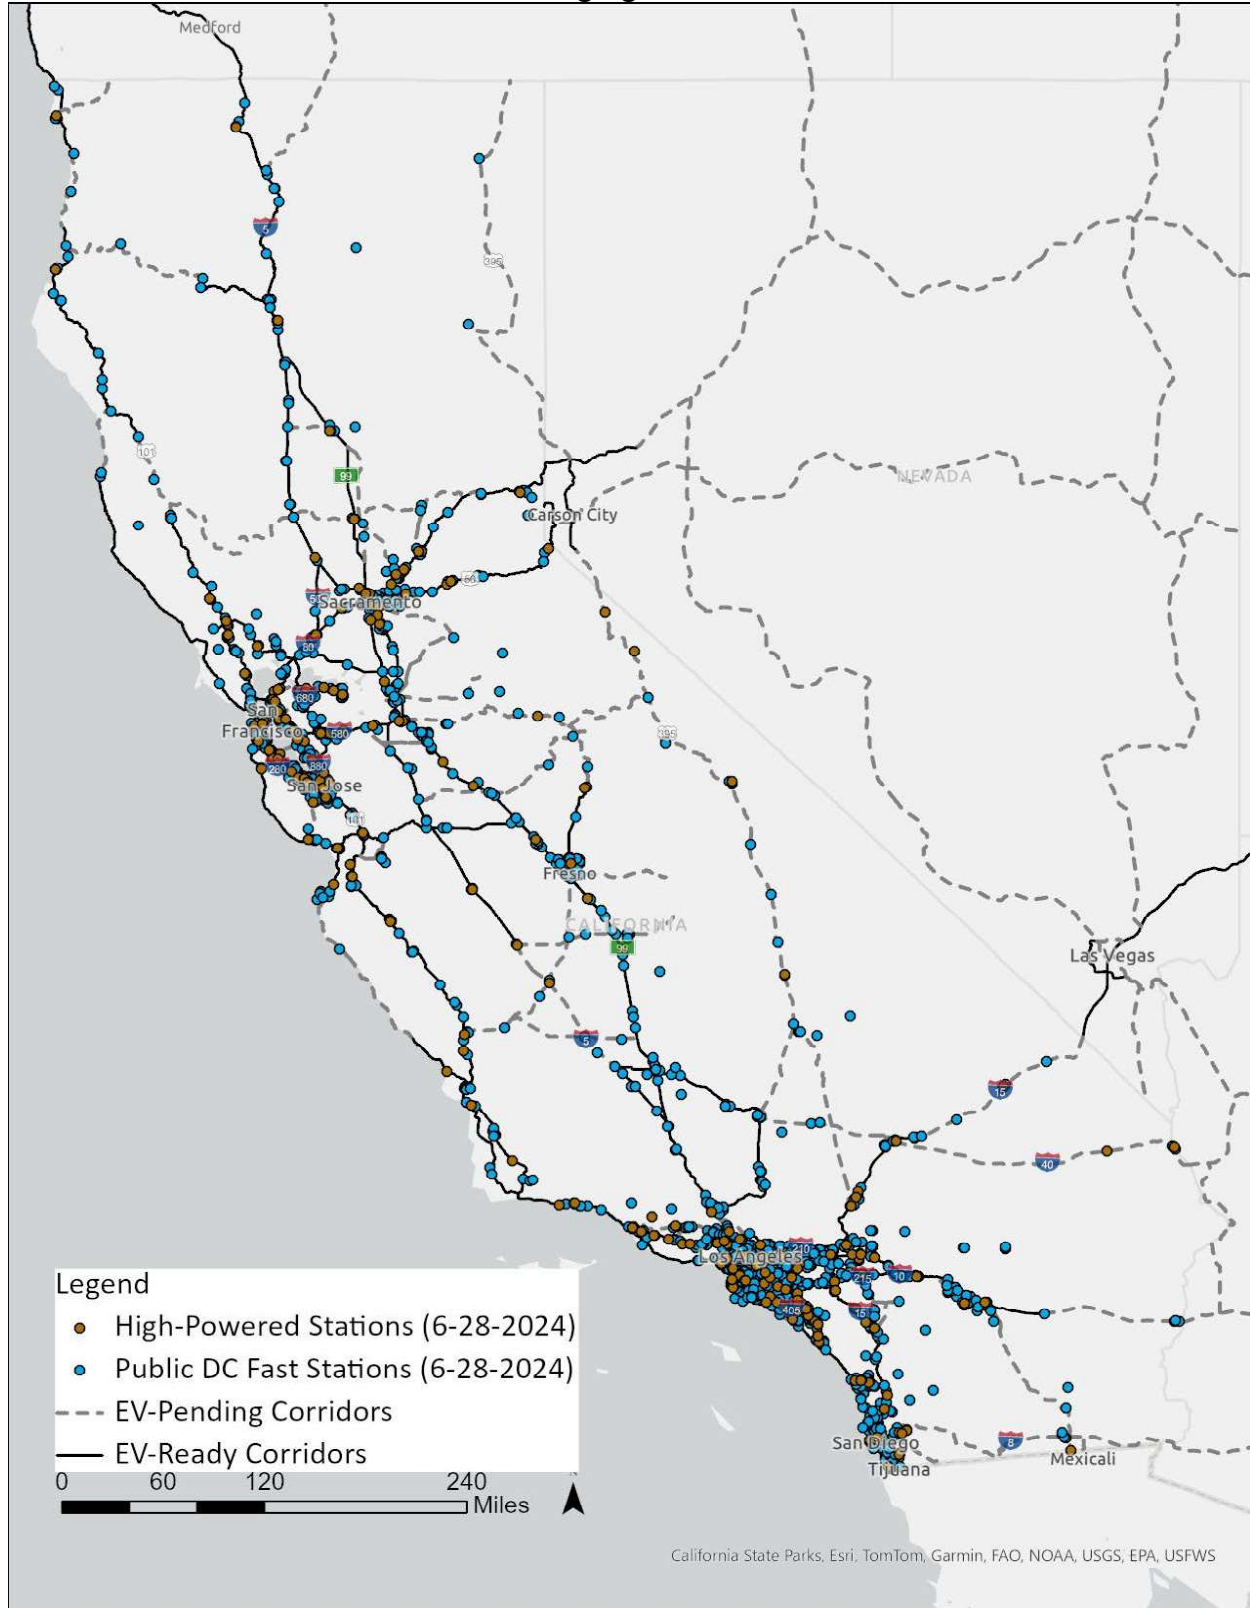 Medford
5
395
101
99
Carson City
50
5
Sacramento
80
680
San
Francisco
580
395
280
880
San Jose
101
Fresno
CALIFORNIA
99
NEVADA
Las Vegas
5
15
40
210
Los Angeles
215
10
405
15
San Diego
8
Tijuana
Mexicali
Legend
High-Powered Stations (6-28-2024)
Public DC Fast Stations (6-28-2024)
EV-Pending Corridors
EV-Ready Corridors
0 60 120 240
Miles
California State Parks, Esri, TomTom, Garmin, FAO, NOAA, USGS, EPA, USFWS